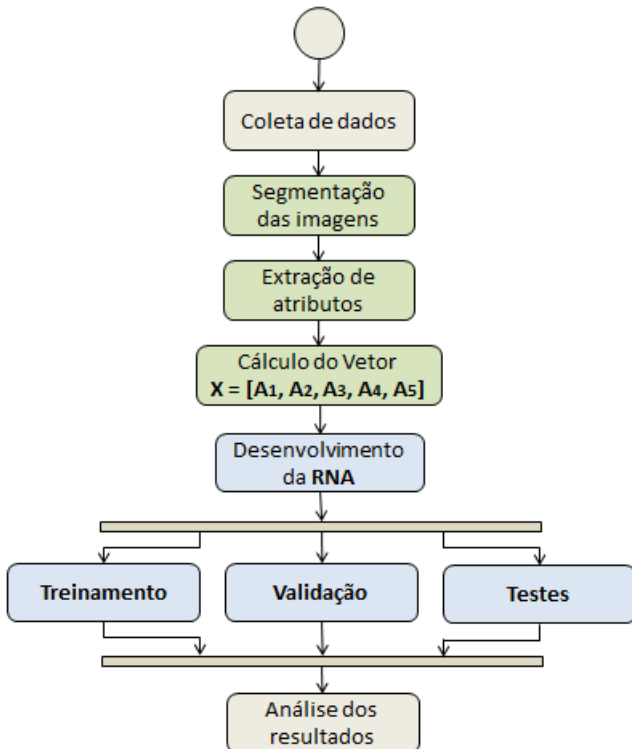 Coleta de dados
Segmentação
das imagens
Extração de
atributos
Cálculo do Vetor
X = [A1, A2, A3, A4, A5]
Desenvolvimento
da RNA
Treinamento
Validação
Testes
Análise dos
resultados